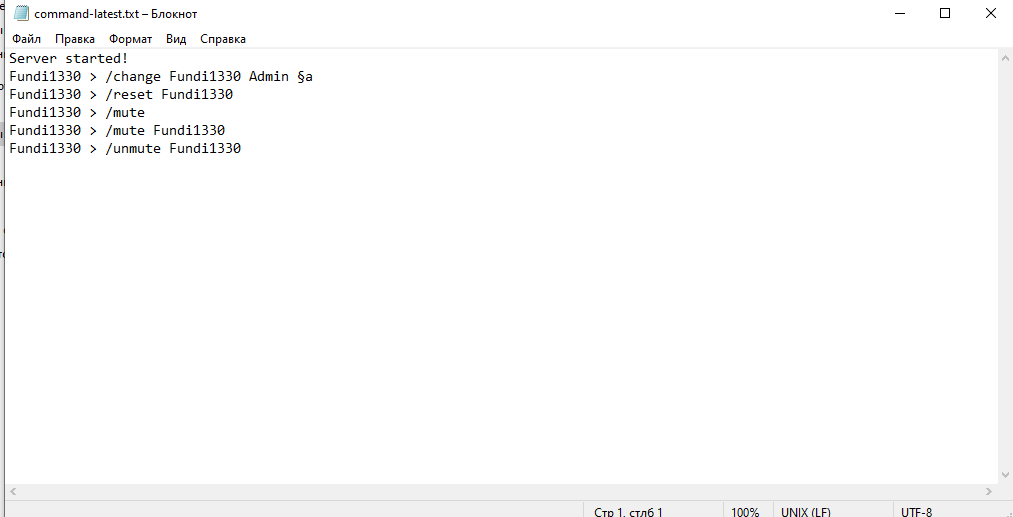 command-latest.txt – Блокнот
Файл Правка Формат Вид Справка
Server started!
Fundi1330 > /change Fundi1330 Admin §a
Fundi1330 > /reset Fundi1330
Fundi1330 > /mute
Fundi1330 > /mute Fundi1330
Fundi1330 > /unmute Fundi1330
Стр 1, стлб 1 100% UNIX (LF) UTF-8